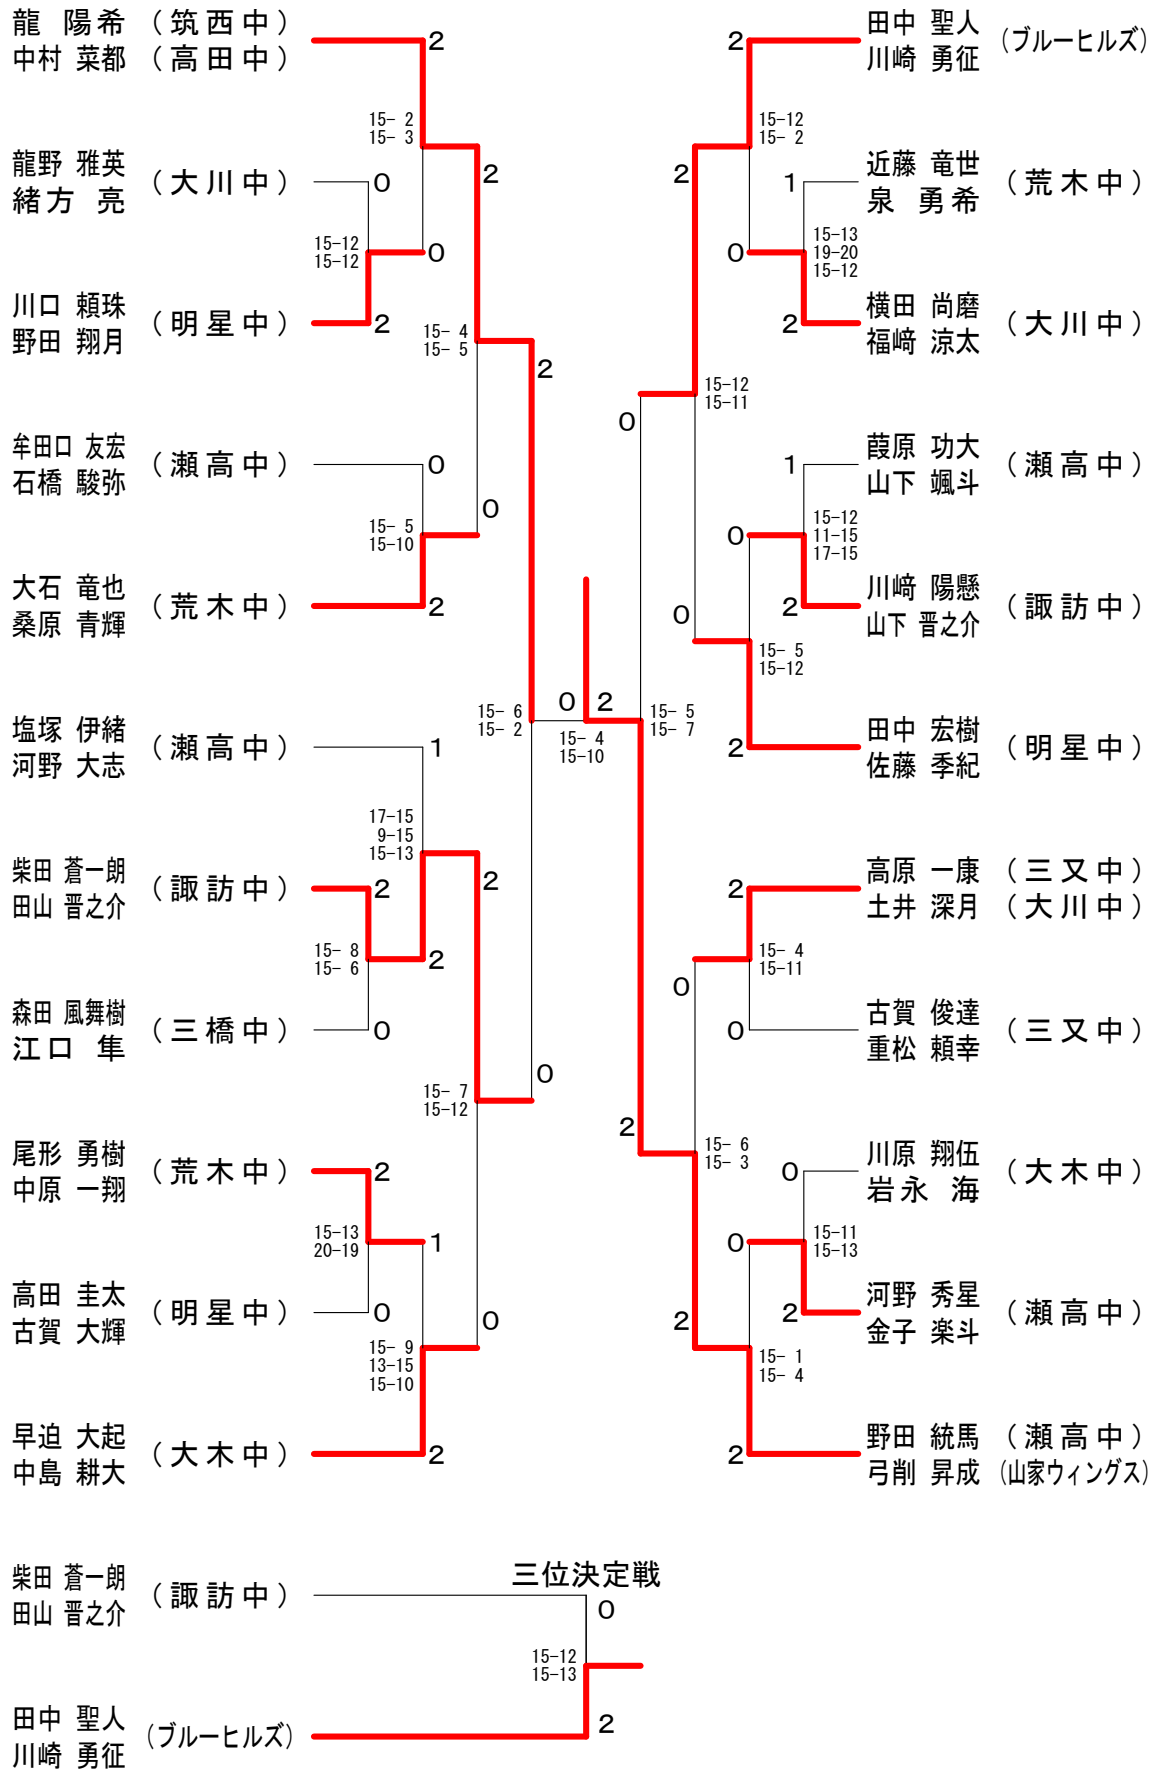 龍 陽希 (筑西中)
中村 菜都 (高田中)
2
15- 2
15- 3
龍野 雅英
緒方 亮
(大川中)
0
2
15-12
15-12
0
川口 頼珠
野田 翔月
(明星中)
2
15- 4
15- 5
2
牟田口 友宏
石橋 駿弥
(瀬高中)
0
0
15- 5
15-10
大石 竜也
桑原 青輝
(荒木中)
2
15- 6
15- 2
塩塚 伊緒
河野 大志
(瀬高中)
1
17-15
9-15
15-13
柴田 蒼一朗
田山 晋之介
(諏訪中)
2
2
15- 8
15- 6
2
森田 風舞樹
江口 隼
(三橋中)
0
0
15- 7
15-12
尾形 勇樹
中原 一翔
(荒木中)
2
15-13
20-19
1
高田 圭太
古賀 大輝
(明星中)
0
0
15- 9
13-15
15-10
早迫 大起
中島 耕大
(大木中)
2
0
2
15- 4
15-10
田中 聖人
川崎 勇征
(ブルーヒルズ)
2
15-12
15- 2
近藤 竜世
泉 勇希
(荒木中)
1
2
15-13
19-20
15-12
0
横田 尚磨
福﨑 涼太
(大川中)
2
15-12
15-11
0
葭原 功大
山下 颯斗
(瀬高中)
1
15-12
11-15
17-15
0
川﨑 陽懸
山下 晋之介
(諏訪中)
2
0
15- 5
15-12
15- 5
15- 7
田中 宏樹
佐藤 季紀
(明星中)
2
高原 一康 (三又中)
土井 深月 (大川中)
2
15- 4
15-11
0
古賀 俊達
重松 頼幸
(三又中)
0
2
15- 6
15- 3
川原 翔伍
岩永 海
(大木中)
0
15-11
15-13
0
河野 秀星
金子 楽斗
(瀬高中)
2
2
15- 1
15- 4
野田 統馬 (瀬高中)
弓削 昇成 (山家ウィングス)
2
三位決定戦
柴田 蒼一朗
田山 晋之介
(諏訪中)
0
15-12
15-13
田中 聖人
川崎 勇征
(ブルーヒルズ)
2